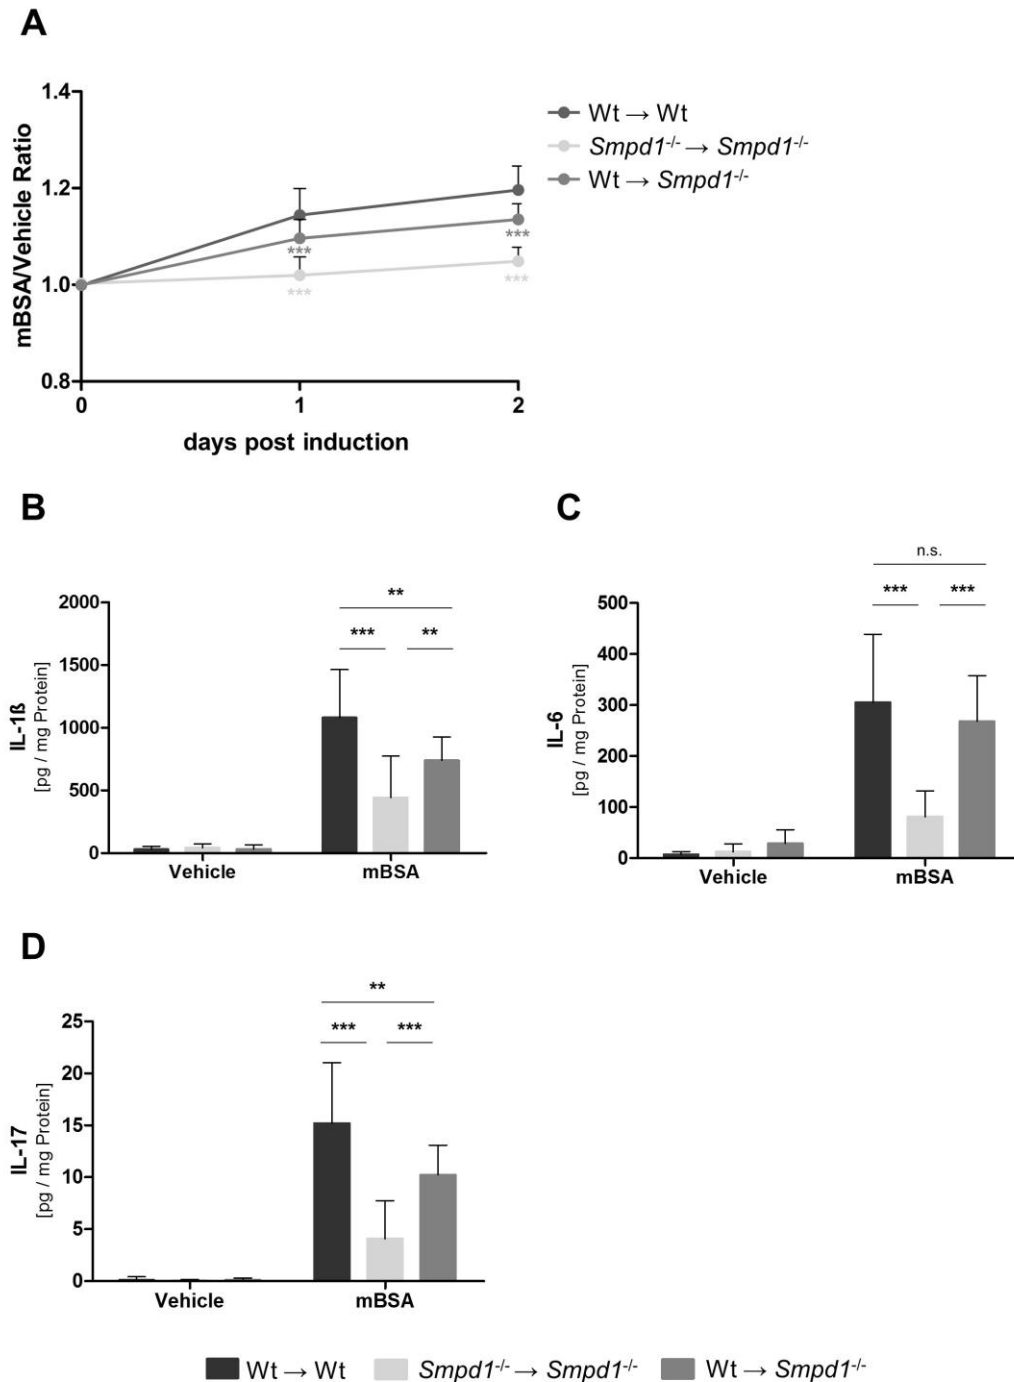 A
1.4
1.2
1.0
0.8
mBSA/Vehicle Ratio
***
***
***
***
0
1
2
days post induction
Wt → Wt
Smpd1-/- → Smpd1-/-
Wt → Smpd1-/-
B
**
***
**
2000
1500
1000
500
0
IL-1ß
[pg / mg Protein]
Vehicle
mBSA
C
n.s.
***
***
500
400
300
200
100
0
IL-6
[pg / mg Protein]
Vehicle
mBSA
D
**
***
***
25
20
15
10
5
0
IL-17
[pg / mg Protein]
Vehicle
mBSA
Wt → Wt Smpd1-/- → Smpd1-/- Wt → Smpd1-/-